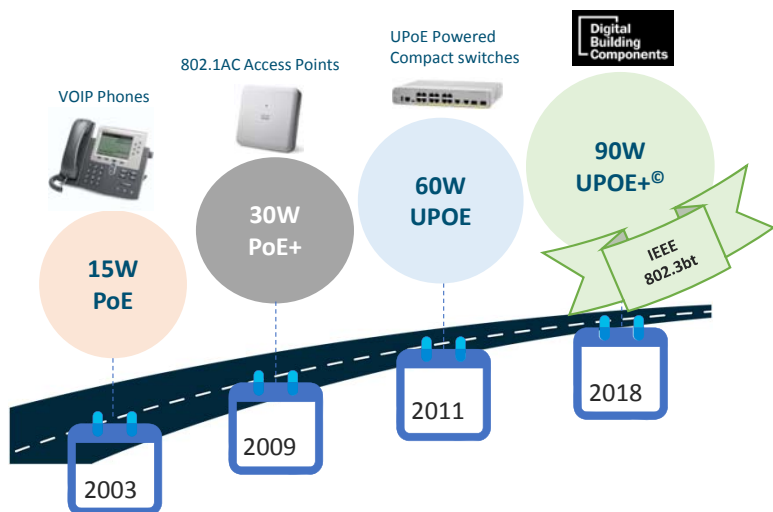 VOIP Phones
15W
PoE
2003
802.1AC Access Points
30W
PoE+
2009
UPoE Powered
Compact switches
60W
UPOE
2011
Digital
Building
Components
90W
UPOE+©
IEEE
802.3bt
2018